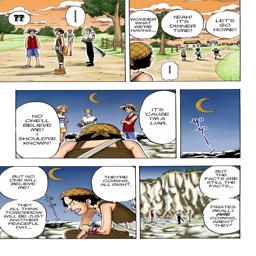 LET'S
GO
HOME!
YEAH!
IT'S
DINNER
TIME!
WONDER
WHAT
WE'RE
HAVING...
!
!
??
IT'S
'CAUSE
I'M A
LIAR.
NO
ONE'LL
BELIEVE
ME!
I
SHOULD'VE
KNOWN!
BUT
THE
FACTS ARE
STILL THE
FACTS...
PIRATES
REALLY
ARE
COMING,
AREN'T
THEY?
THEY'RE
COMING,
ALL RIGHT,
BUT NO
ONE WILL
BELIEVE
ME!
THEY
ALL THINK
TOMORROW
WILL BE JUST
ANOTHER
PEACEFUL
DAY...